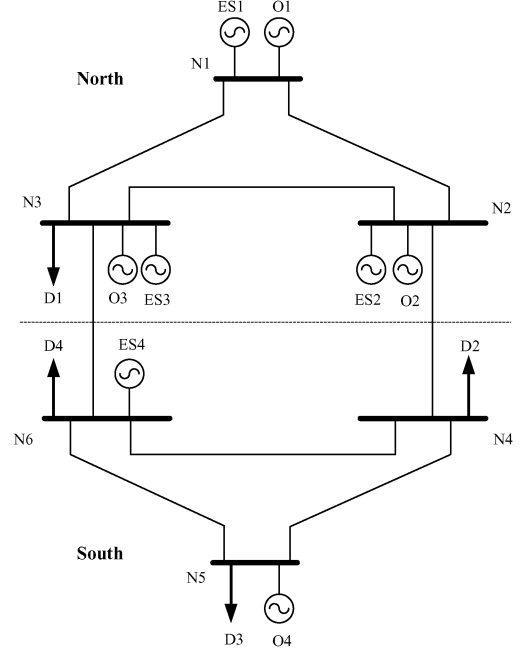 ES1 O1
N1
North
N3 N2
D1 O3 ES3 ES2 O2
D4 ES4 D2
N6 N4
South
N5
D3 O4